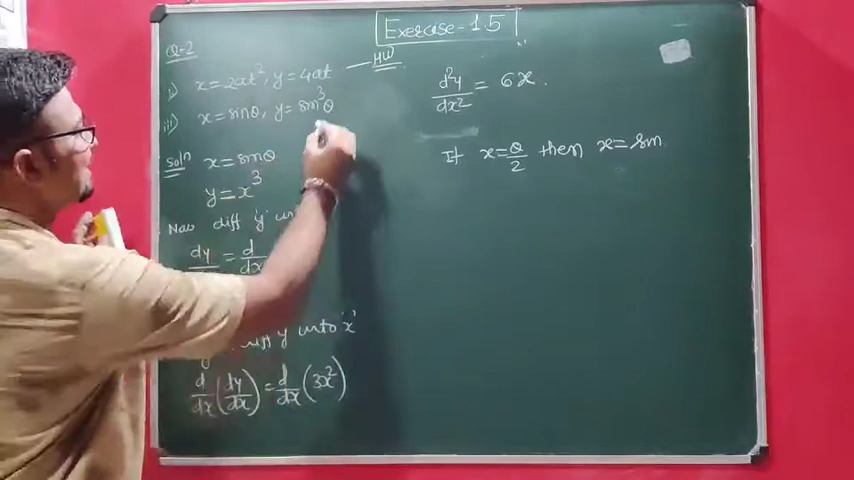 Exercise - 1.5
Q-2
ii) x = 2at², y = 4at — HW
iii) x = sinθ, y = sin³θ
Soln x = sinθ
y = x³
Now diff 'y' w
dy/dx = d/dx
diff y w.r.to 'x'
d/dx (dy/dx) = d/dx (3x²)
d²y/dx² = 6x.
If x = θ/2 then x = sin